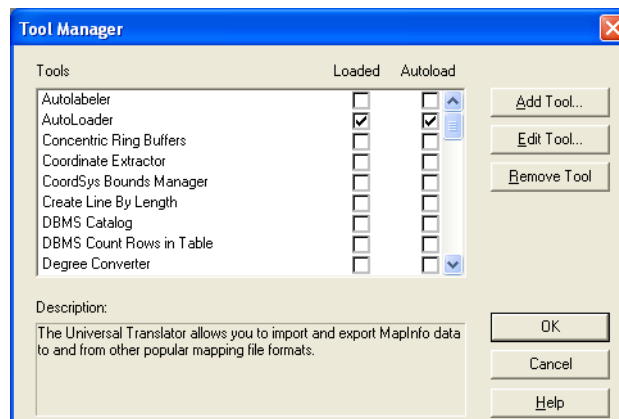 Tool Manager
Tools Loaded Autoload
Autolabeler
AutoLoader
Concentric Ring Buffers
Coordinate Extractor
CoordSys Bounds Manager
Create Line By Length
DBMS Catalog
DBMS Count Rows in Table
Degree Converter
Add Tool...
Edit Tool...
Remove Tool
Description:
The Universal Translator allows you to import and export MapInfo data
to and from other popular mapping file formats.
OK
Cancel
Help